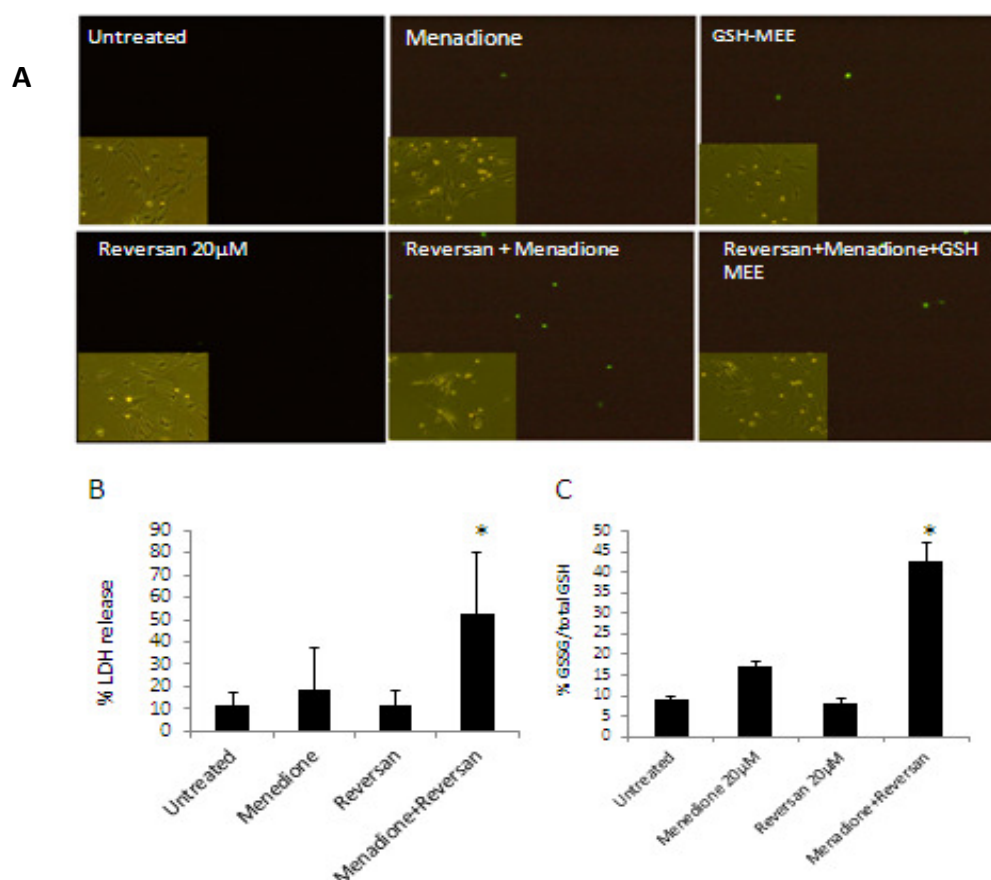 A
Untreated
Menadione
GSH-MEE
Reversan 20µM
Reversan + Menadione
Reversan+Menadione+GSH
MEE
B
% LDH release
90
80
70
60
50
40
30
20
10
0
*
Untreated
Menedione
Reversan
Menadione+Reversan
C
% GSSG/total GSH
50
45
40
35
30
25
20
15
10
5
0
*
Untreated
Menedione 20µM
Reversan 20µM
Menadione+Reversan